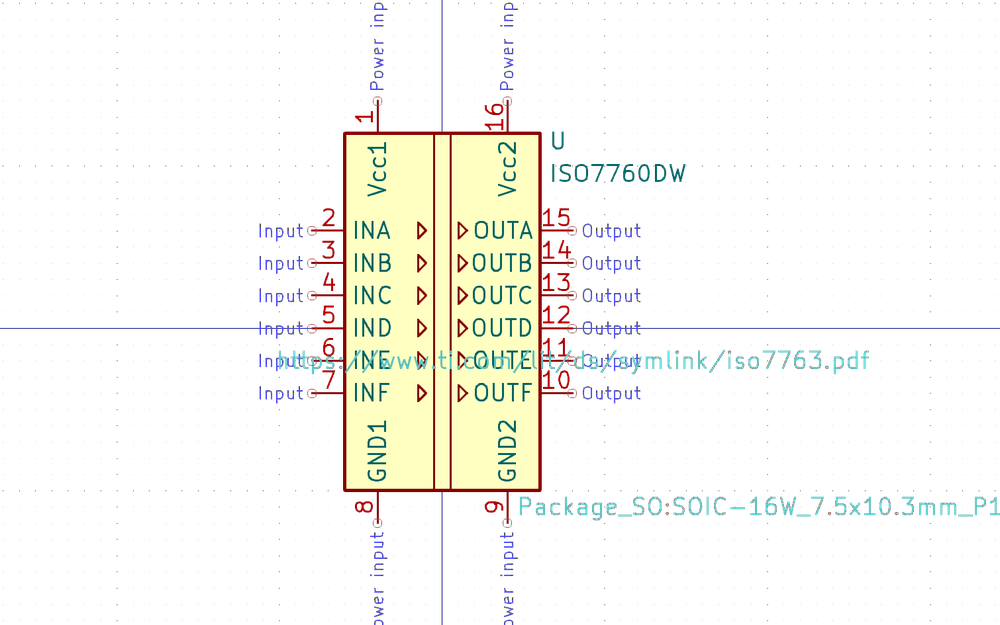 Power inp
Power inp
1
16
U
ISO7760DW
Vcc1
Vcc2
Input 2 INA OUTA 15 Output
Input 3 INB OUTB 14 Output
Input 4 INC OUTC 13 Output
Input 5 IND OUTD 12 Output
Input 6 INE OUTE 11 Output
https://www.ti.com/lit/ds/symlink/iso7763.pdf
Input 7 INF OUTF 10 Output
GND1
GND2
8
9
Package_SO:SOIC-16W_7.5x10.3mm_P1
ower input
ower input